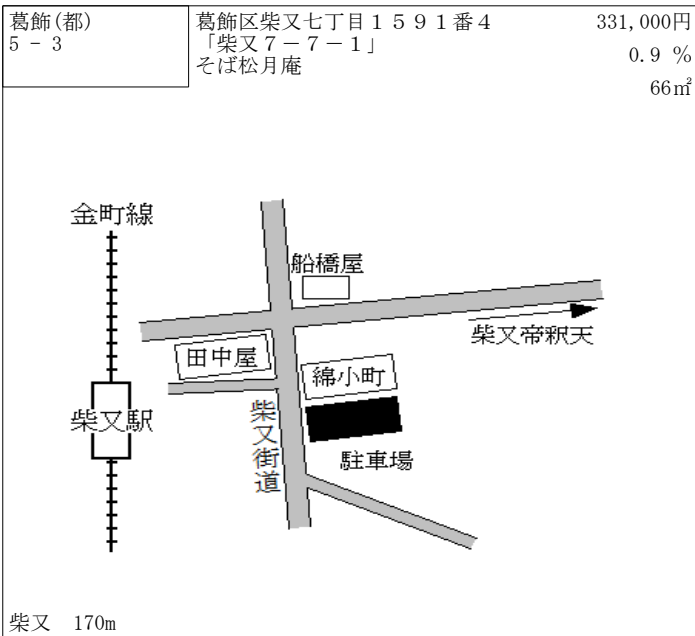 葛飾(都)
5 － 3
葛飾区柴又七丁目１５９１番４
「柴又７－７－１」
そば松月庵
331,000円
0.9 %
66㎡
金町線
船橋屋
柴又帝釈天
田中屋
綿小町
柴又駅
柴又街道
駐車場
柴又 170m